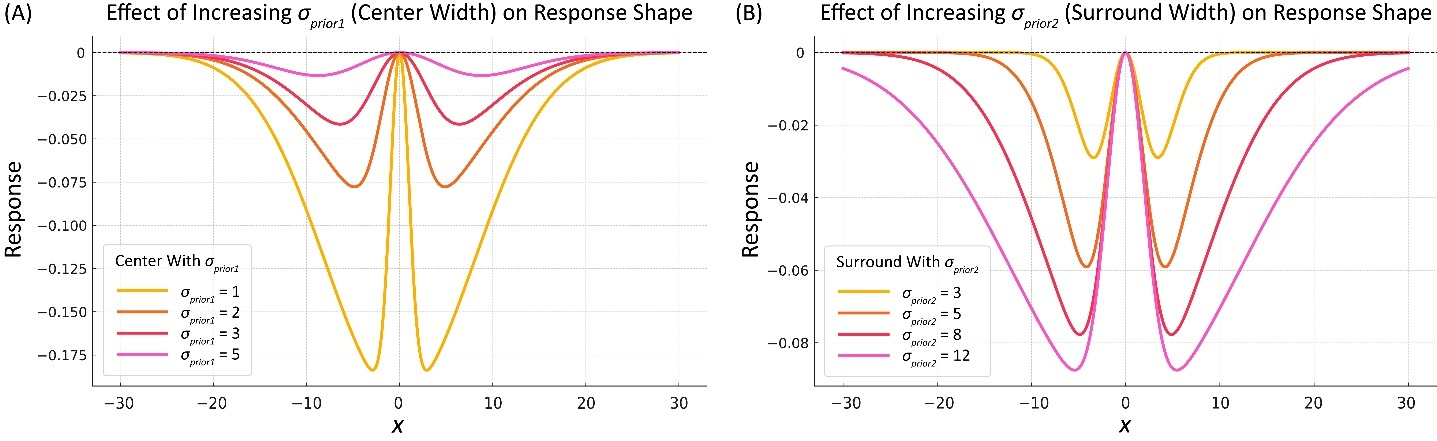 (A)
Effect of Increasing σprior1 (Center Width) on Response Shape
0
−0.025
−0.050
−0.075
−0.100
−0.125
−0.150
−0.175
Response
Center With σprior1
σprior1 = 1
σprior1 = 2
σprior1 = 3
σprior1 = 5
−30
−20
−10
0
10
20
30
x
(B)
Effect of Increasing σprior2 (Surround Width) on Response Shape
0
−0.02
−0.04
−0.06
−0.08
Response
Surround With σprior2
σprior2 = 3
σprior2 = 5
σprior2 = 8
σprior2 = 12
−30
−20
−10
0
10
20
30
x